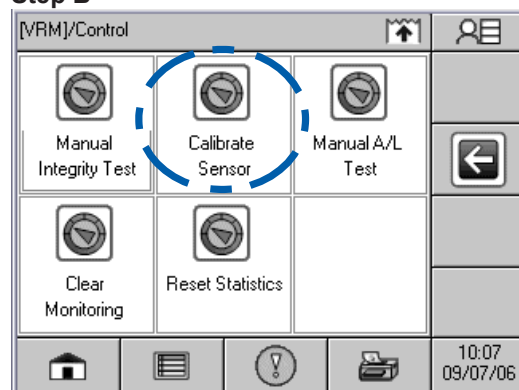 Step B
[VRM]/Control
Manual
Integrity Test
Calibrate
Sensor
Manual A/L
Test
Clear
Monitoring
Reset Statistics
10:07
09/07/06